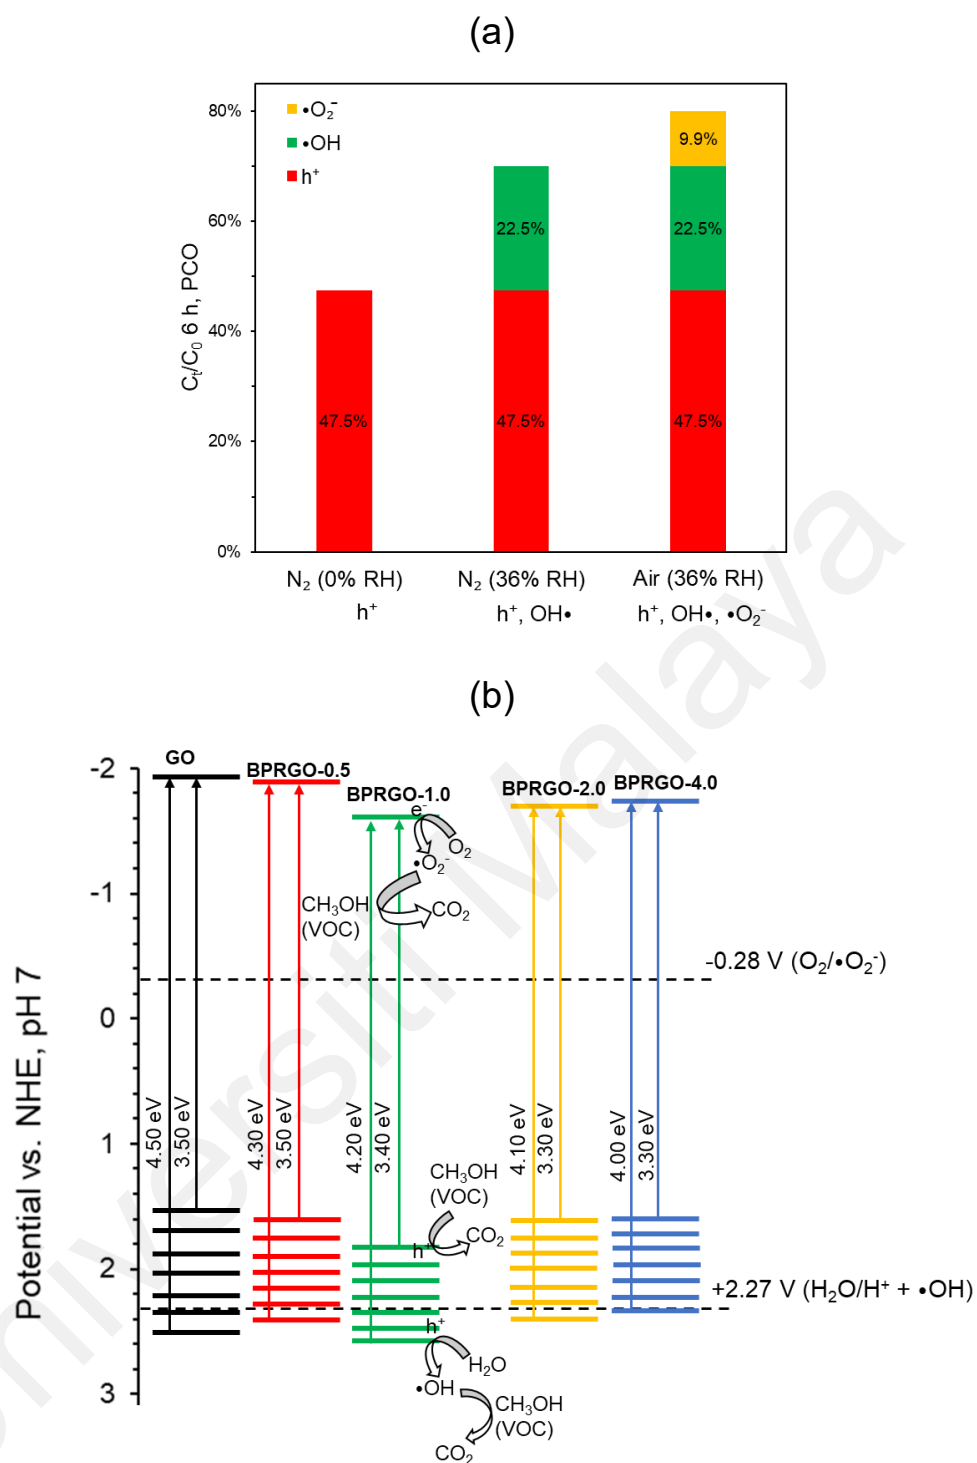 (a)
•O₂⁻
•OH
h⁺
80%
60%
40%
20%
0%
Cₜ/C₀ 6 h, PCO
9.9%
22.5%
22.5%
47.5%
47.5%
47.5%
N₂ (0% RH)
N₂ (36% RH)
Air (36% RH)
h⁺
h⁺, OH•
h⁺, OH•, •O₂⁻
(b)
Potential vs. NHE, pH 7
-2
-1
0
1
2
3
GO
BPRGO-0.5
BPRGO-1.0
BPRGO-2.0
BPRGO-4.0
e⁻
O₂
•O₂⁻
CH₃OH
(VOC)
CO₂
-0.28 V (O₂/•O₂⁻)
4.50 eV
3.50 eV
4.30 eV
3.50 eV
4.20 eV
3.40 eV
4.10 eV
3.30 eV
4.00 eV
3.30 eV
CH₃OH
(VOC)
h⁺
CO₂
+2.27 V (H₂O/H⁺ + •OH)
h⁺
H₂O
•OH
CH₃OH
(VOC)
CO₂
Universiti Malaya